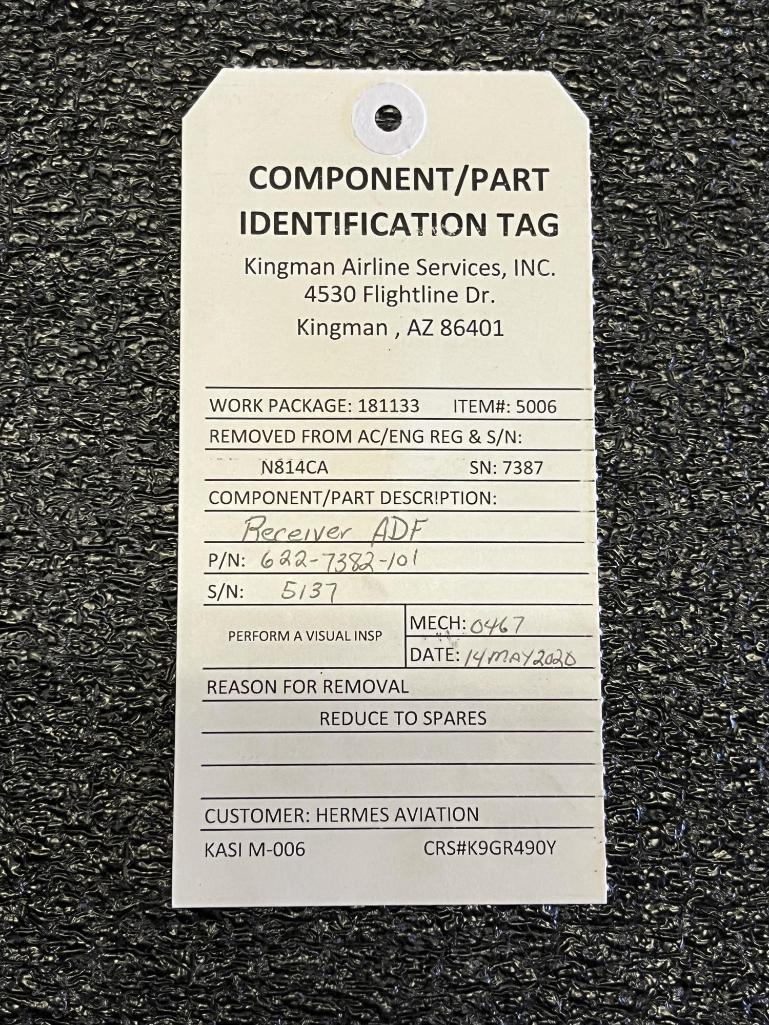 COMPONENT/PART
IDENTIFICATION TAG
Kingman Airline Services, INC.
4530 Flightline Dr.
Kingman , AZ 86401
WORK PACKAGE: 181133 ITEM#: 5006
REMOVED FROM AC/ENG REG & S/N:
N814CA SN: 7387
COMPONENT/PART DESCRIPTION:
Receiver ADF
P/N: 622-7382-101
S/N: 5137
PERFORM A VISUAL INSP
MECH: 0467
DATE: 14MAY2020
REASON FOR REMOVAL
REDUCE TO SPARES
CUSTOMER: HERMES AVIATION
KASI M-006 CRS#K9GR490Y